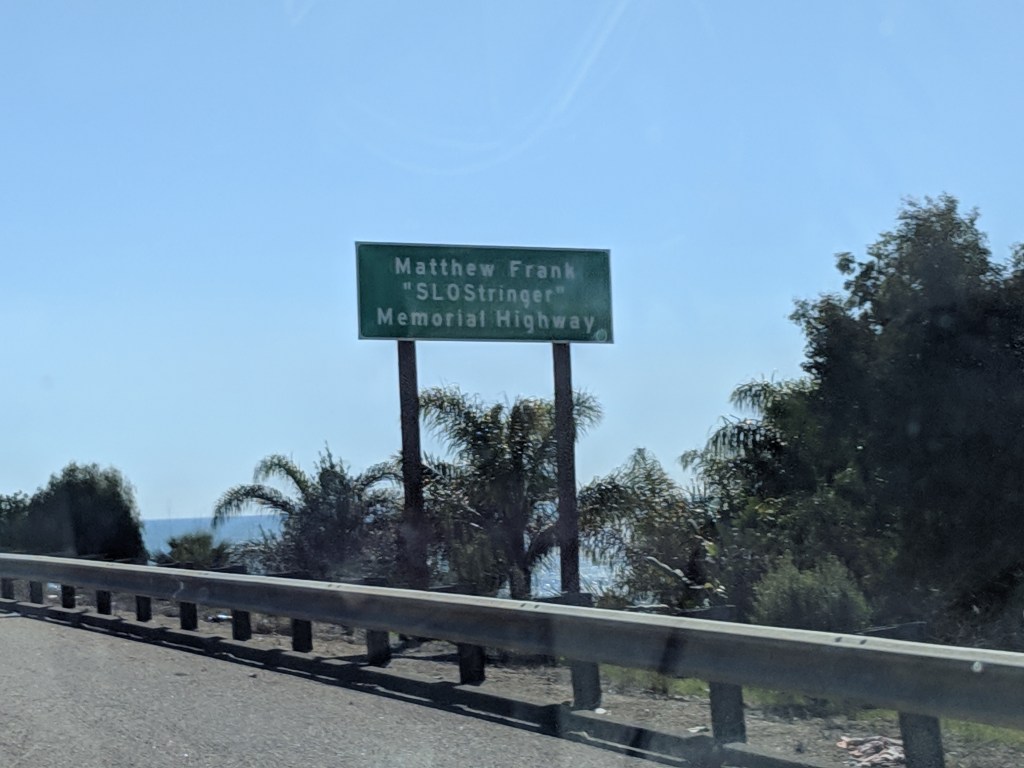 Matthew Frank
"SLOStringer"
Memorial Highway